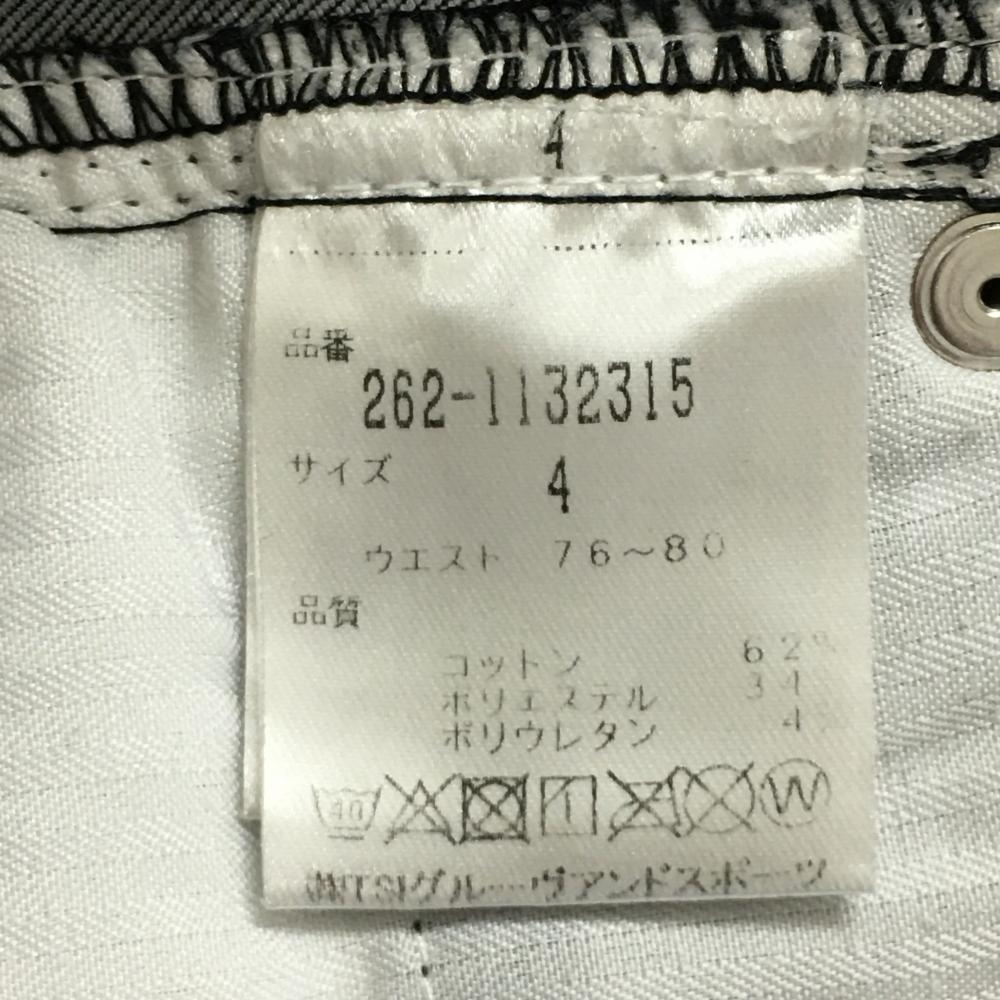 4
品番
262-1132315
サイズ
4
ウエスト 76~80
品質
コットン 62%
ポリエステル 34
ポリウレタン 4%
40 W
㈱TSIグルーヴアンドスポーツ